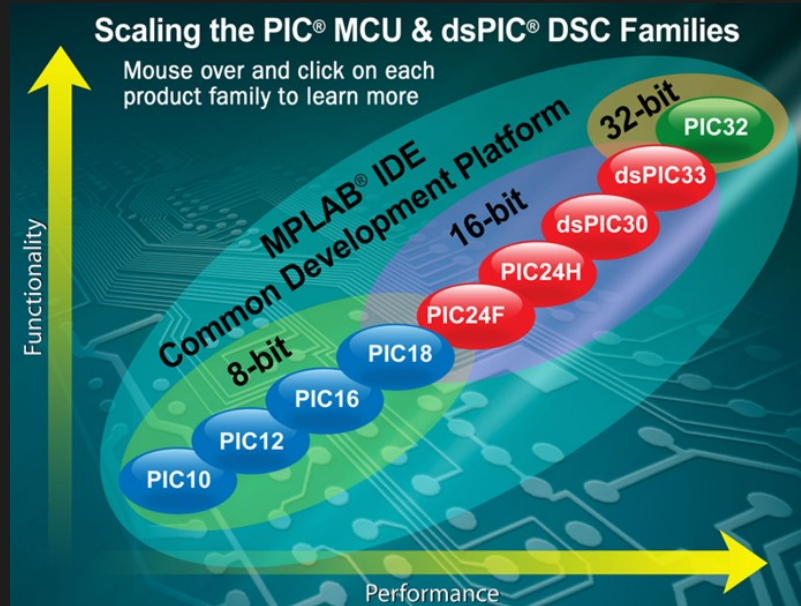 Scaling the PIC® MCU & dsPIC® DSC Families
Mouse over and click on each
product family to learn more
Functionality
MPLAB® IDE
Common Development Platform
32-bit
PIC32
16-bit
dsPIC33
dsPIC30
PIC24H
PIC24F
8-bit
PIC18
PIC16
PIC12
PIC10
Performance